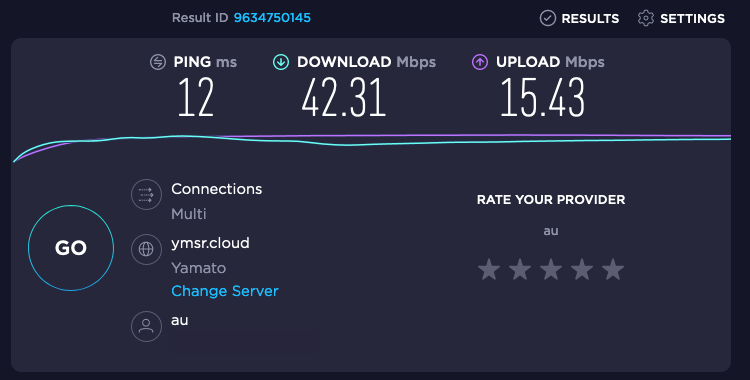 Result ID 9634750145
RESULTS
SETTINGS
PING ms
DOWNLOAD Mbps
UPLOAD Mbps
12
42.31
15.43
GO
Connections
Multi
ymsr.cloud
Yamato
Change Server
au
RATE YOUR PROVIDER
au